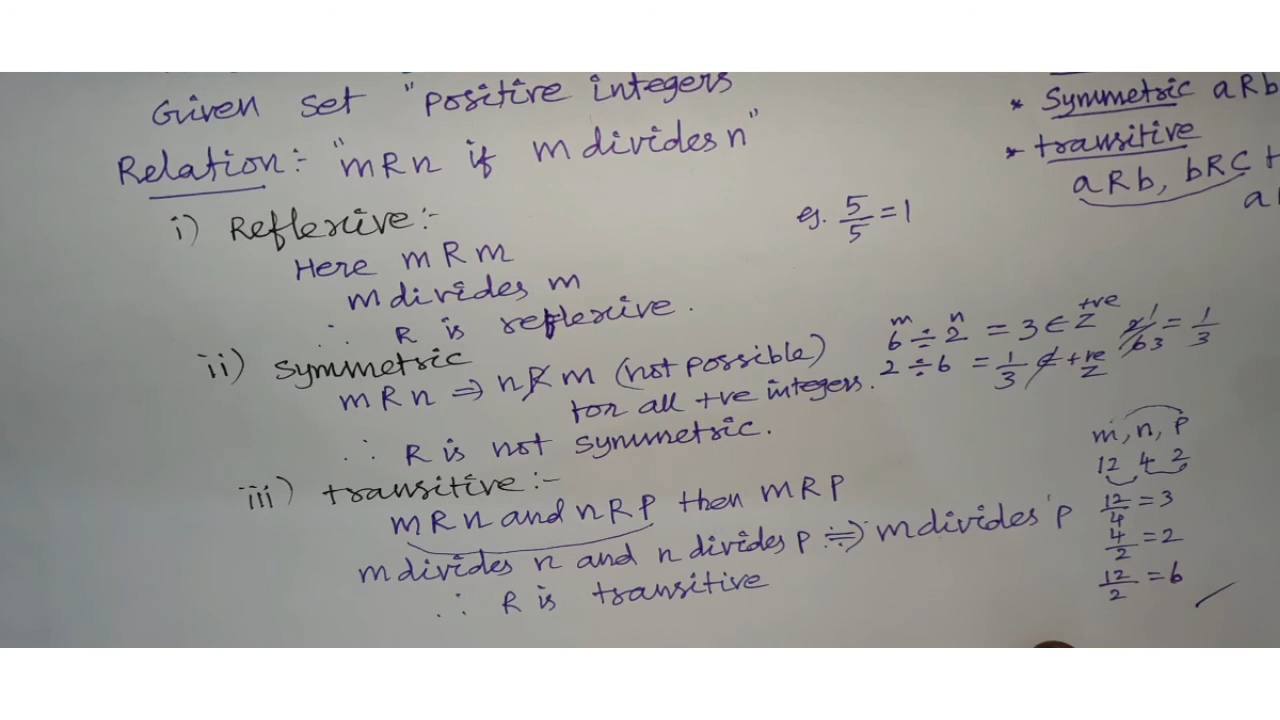 Given set "positive integers
Relation:- "mRn if m divides n"
i) Reflexive:-
Here mRm
m divides m
∴ R is reflexive.
eg. 5/5 = 1
ii) Symmetric
mRn ⇒ n R̸ m (not possible)
for all +ve integers.
∴ R is not symmetric.
m n
6 ÷ 2 = 3 ∈ Z +ve
2 ÷ 6 = 1/3 ∉ +ve Z
2/6 1 3 = 1/3
iii) transitive:-
mRn and nRp then mRp
m divides n and n divides p ⇒ m divides p
∴ R is transitive
m, n, p
12 4 2
12/4 = 3
4/2 = 2
12/2 = 6
* Symmetric aRb
* transitive
aRb, bRC
a